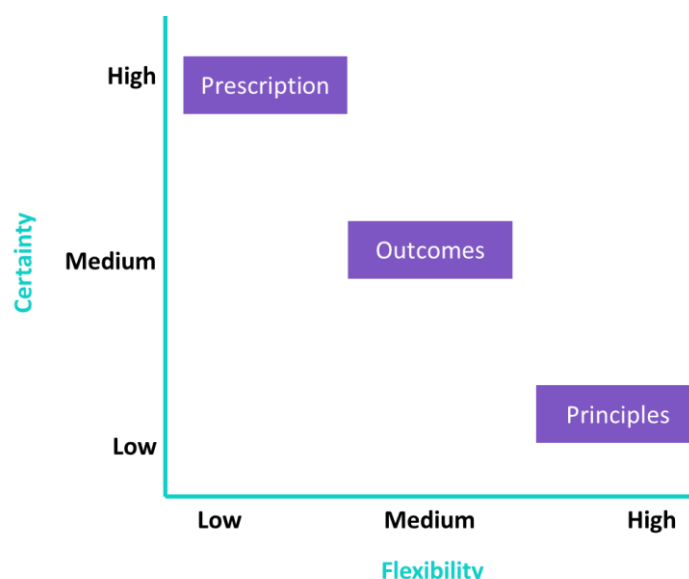 High
Prescription
Certainty
Medium
Outcomes
Principles
Low
Low
Medium
High
Flexibility